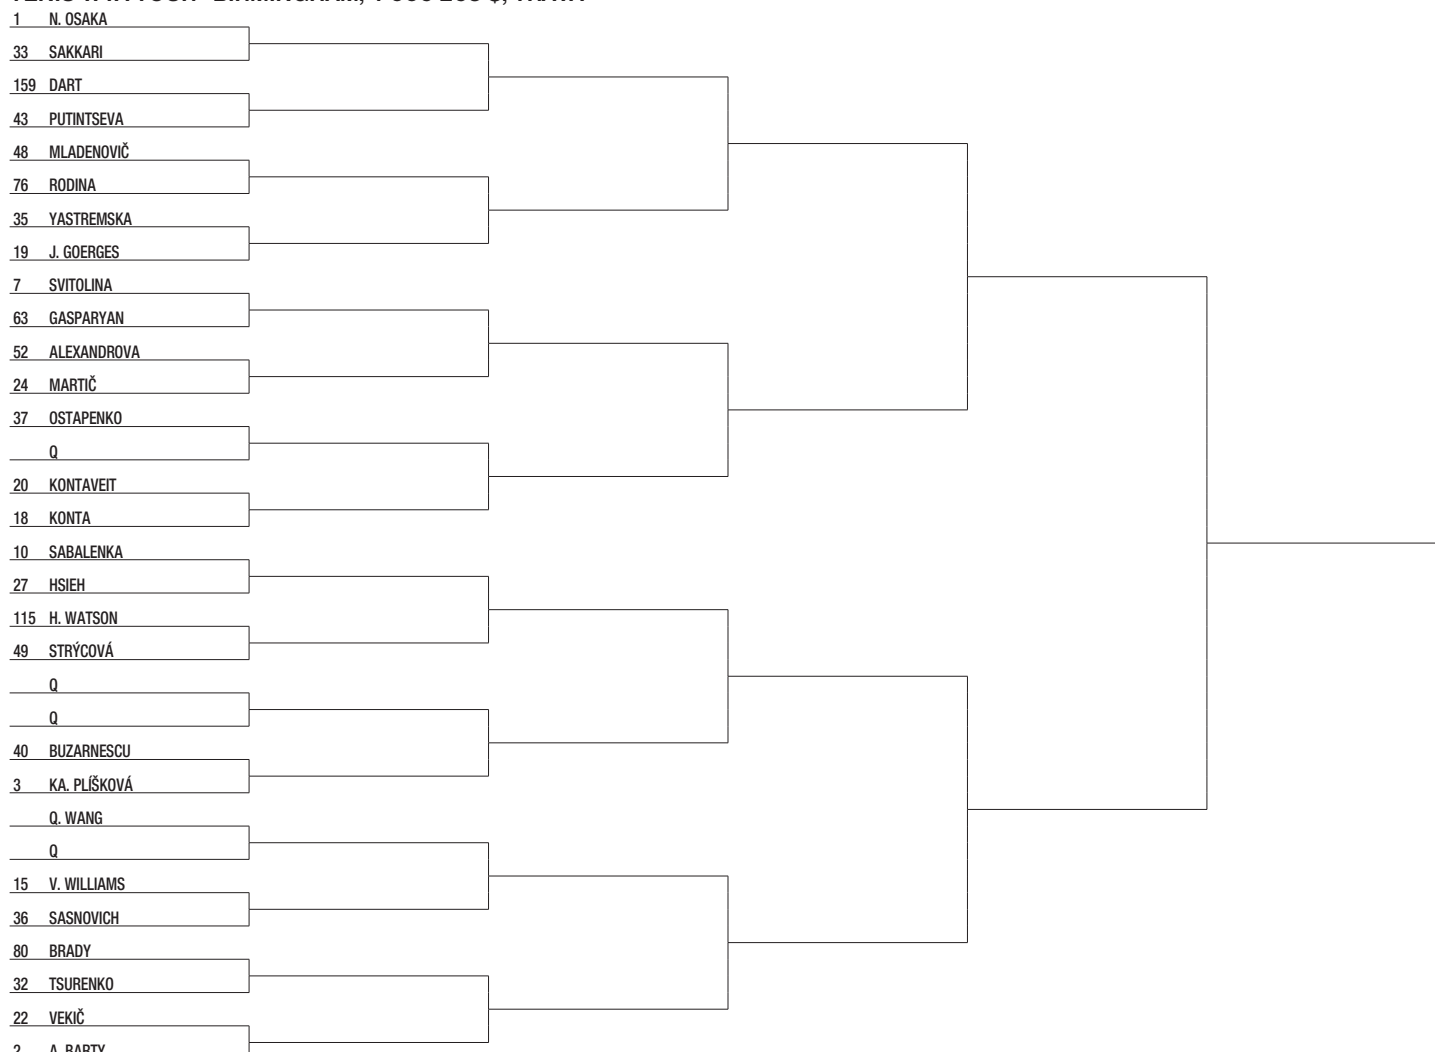 1 N. OSAKA
33 SAKKARI
159 DART
43 PUTINTSEVA
48 MLADENOVIČ
76 RODINA
35 YASTREMSKA
19 J. GOERGES
7 SVITOLINA
63 GASPARYAN
52 ALEXANDROVA
24 MARTIČ
37 OSTAPENKO
Q
20 KONTAVEIT
18 KONTA
10 SABALENKA
27 HSIEH
115 H. WATSON
49 STRÝCOVÁ
Q
Q
40 BUZARNESCU
3 KA. PLÍŠKOVÁ
Q. WANG
Q
15 V. WILLIAMS
36 SASNOVICH
80 BRADY
32 TSURENKO
22 VEKIČ
2 A. BARTY